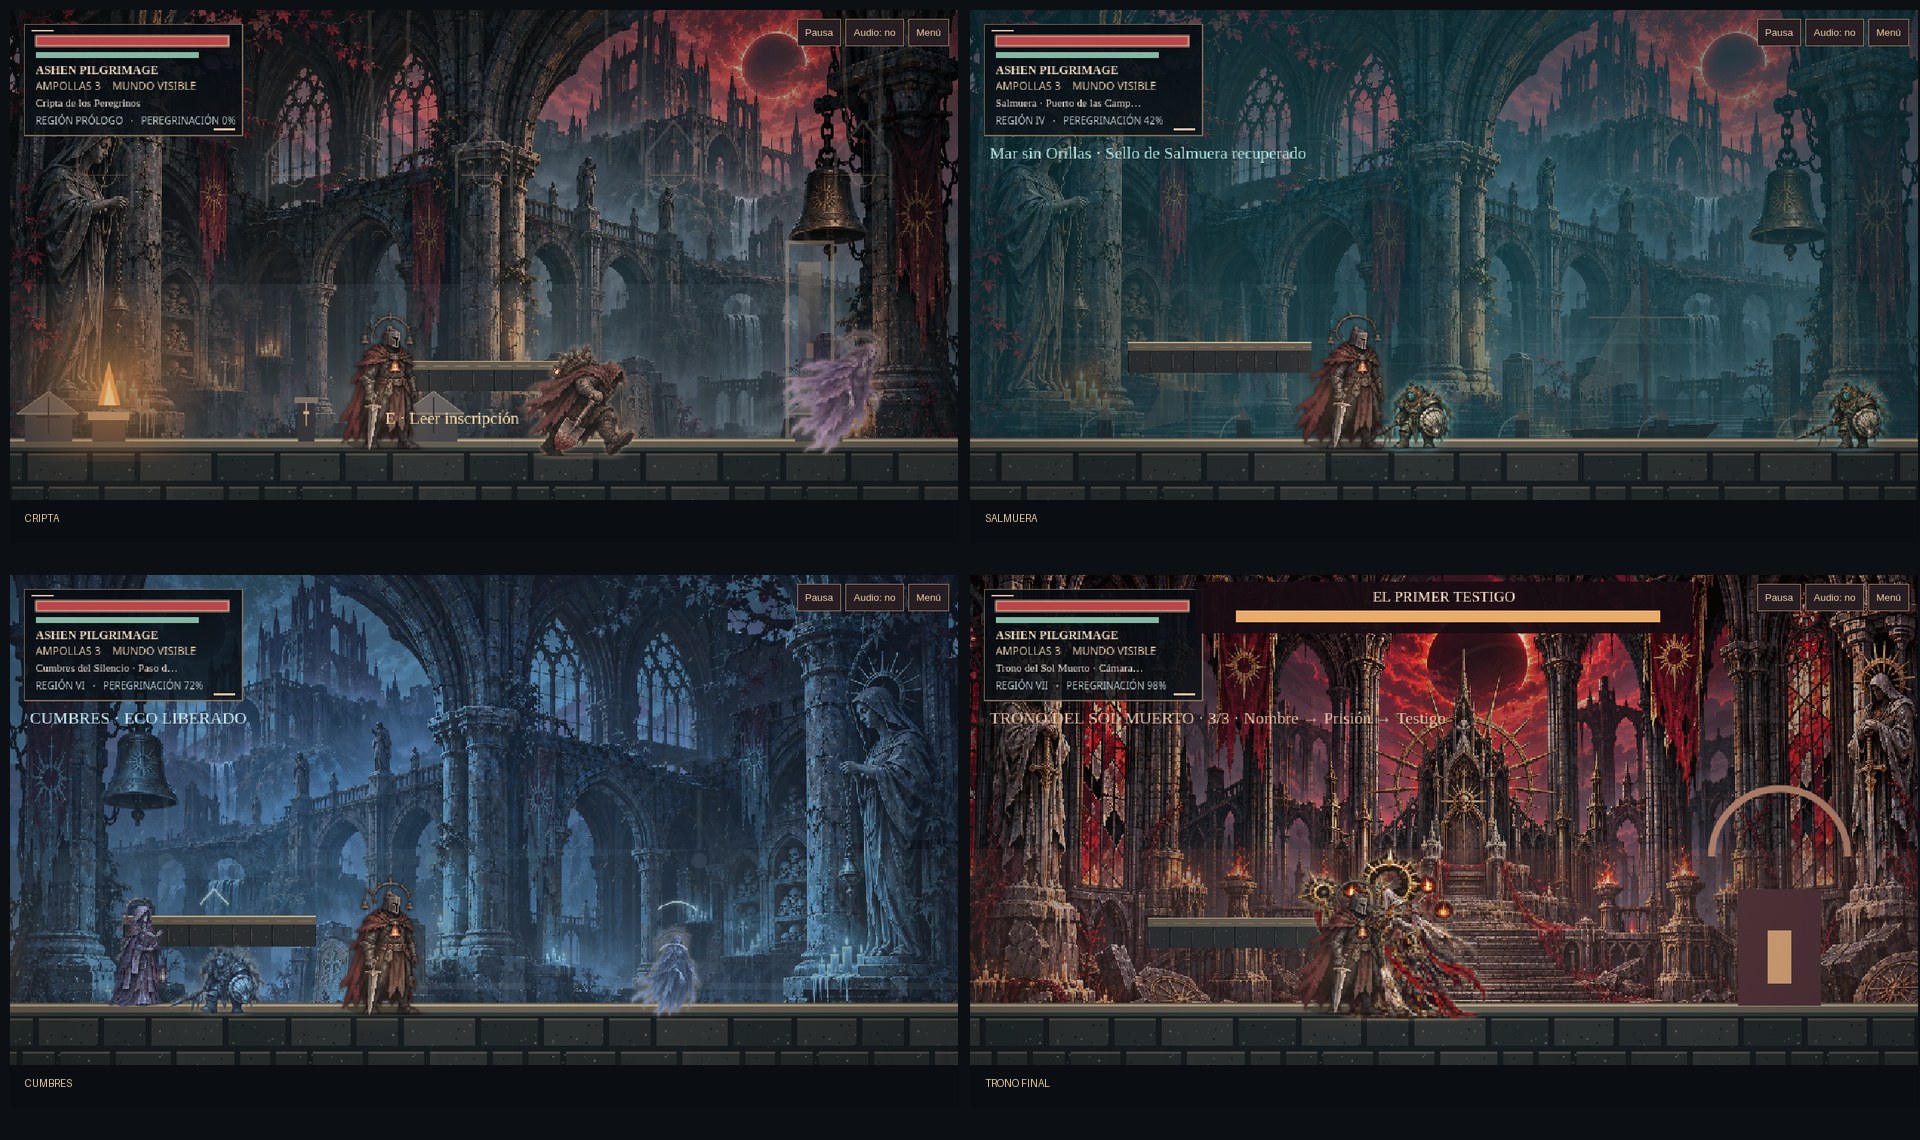 Pausa
Audio: no
Menú
ASHEN PILGRIMAGE
AMPOLLAS 3 MUNDO VISIBLE
Cripta de los Peregrinos
REGIÓN PRÓLOGO · PEREGRINACIÓN 0%
E · Leer inscripción
CRIPTA
Pausa
Audio: no
Menú
ASHEN PILGRIMAGE
AMPOLLAS 3 MUNDO VISIBLE
Salmuera · Puerto de las Camp...
REGIÓN IV · PEREGRINACIÓN 42%
Mar sin Orillas · Sello de Salmuera recuperado
SALMUERA
Pausa
Audio: no
Menú
ASHEN PILGRIMAGE
AMPOLLAS 3 MUNDO VISIBLE
Cumbres del Silencio · Paso d...
REGIÓN VI · PEREGRINACIÓN 72%
CUMBRES · ECO LIBERADO
CUMBRES
EL PRIMER TESTIGO
Pausa
Audio: no
Menú
ASHEN PILGRIMAGE
AMPOLLAS 3 MUNDO VISIBLE
Trono del Sol Muerto · Cámara...
REGIÓN VII · PEREGRINACIÓN 98%
TRONO DEL SOL MUERTO · 3/3 · Nombre → Prisión → Testigo
TRONO FINAL